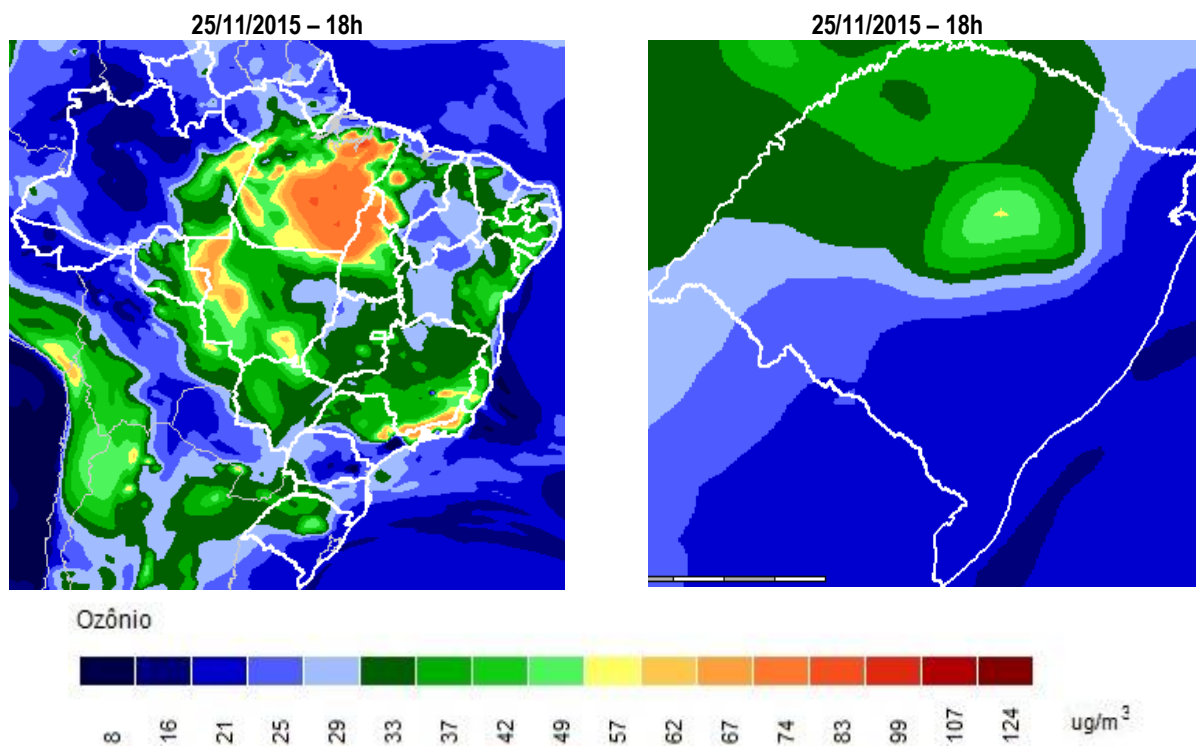 25/11/2015 – 18h
25/11/2015 – 18h
Ozônio
8 16 21 25 29 33 37 42 49 57 62 67 74 83 99 107 124 ug/m³